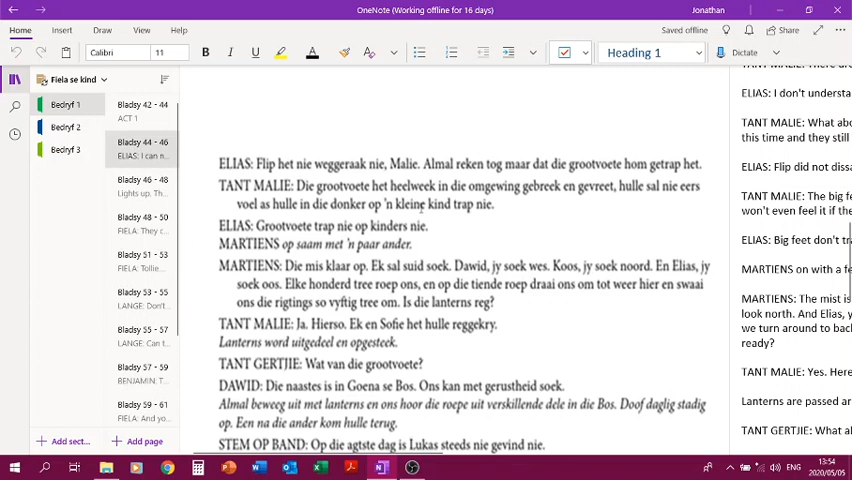 OneNote (Working offline for 16 days)
Jonathan
Home Insert Draw View Help
Saved offline Share
Calibri 11 B I U A Heading 1 Dictate
Fiela se kind
Bedryf 1
Bedryf 2
Bedryf 3
Bladsy 42 - 44
ACT 1
Bladsy 44 - 46
ELIAS: I can n...
Bladsy 46 - 48
Lights up. Th...
Bladsy 48 - 50
FIELA: They c...
Bladsy 51 - 53
FIELA: Tollie...
Bladsy 53 - 55
LANGE: Don't...
Bladsy 55 - 57
LANGE: Can t...
Bladsy 57 - 59
BENJAMIN: T...
Bladsy 59 - 61
FIELA: And yo...
Add sect...
Add page
ELIAS: Flip het nie weggeraak nie, Malie. Almal reken tog maar dat die grootvoete hom getrap het.
TANT MALIE: Die grootvoete het heelweek in die omgewing gebreek en gevreet, hulle sal nie eers
voel as hulle in die donker op 'n kleine kind trap nie.
ELIAS: Grootvoete trap nie op kinders nie.
MARTIENS op saam met 'n paar ander.
MARTIENS: Die mis klaar op. Ek sal suid soek. Dawid, jy soek wes. Koos, jy soek noord. En Elias, jy
soek oos. Elke honderd tree roep ons, en op die tiende roep draai ons om tot weer hier en swaai
ons die rigtings so vyftig tree om. Is die lanterns reg?
TANT MALIE: Ja. Hierso. Ek en Sofie het hulle reggekry.
Lanterns word uitgedeel en opgesteek.
TANT GERTJIE: Wat van die grootvoete?
DAWID: Die naastes is in Goena se Bos. Ons kan met gerustheid soek.
Almal beweeg uit met lanterns en ons hoor die roepe uit verskillende dele in die Bos. Doof daglig stadig
op. Een na die ander kom hulle terug.
STEM OP BAND: Op die agtste dag is Lukas steeds nie gevind nie.
ELIAS: I don't understa
TANT MALIE: What abo
this time and they still
ELIAS: Flip did not dissa
TANT MALIE: The big fe
won't even feel it if the
ELIAS: Big feet don't tra
MARTIENS on with a fe
MARTIENS: The mist is
look north. And Elias, y
we turn around to back
ready?
TANT MALIE: Yes. Here
Lanterns are passed ar
TANT GERTJIE: What al
ENG
13:54
2020/05/05